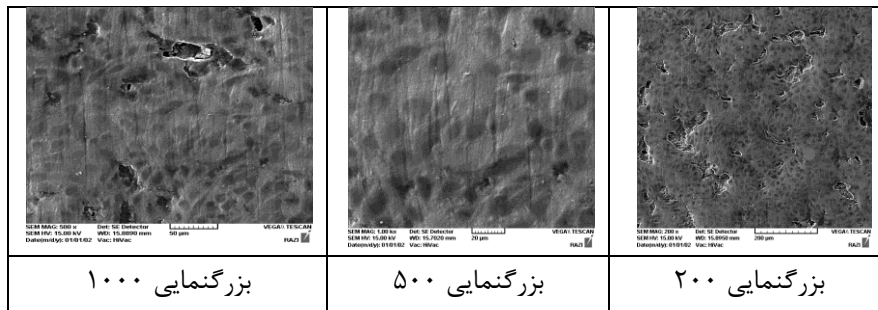 SEM MAG: 500 x Det: SE Detector
SEM HV: 15.00 kV WD: 15.8090 mm 50 µm VEGA\\ TESCAN
Date(m/d/y): 01/01/02 Vac: HiVac RAZI
SEM MAG: 1.00 kx Det: SE Detector
SEM HV: 15.00 kV WD: 15.7020 mm 20 µm VEGA\\ TESCAN
Date(m/d/y): 01/01/02 Vac: HiVac RAZI
SEM MAG: 200 x Det: SE Detector
SEM HV: 15.00 kV WD: 15.8950 mm 200 µm VEGA\\ TESCAN
Date(m/d/y): 01/01/02 Vac: HiVac RAZI
بزرگنمایی ۲۰۰
بزرگنمایی ۵۰۰
بزرگنمایی ۱۰۰۰